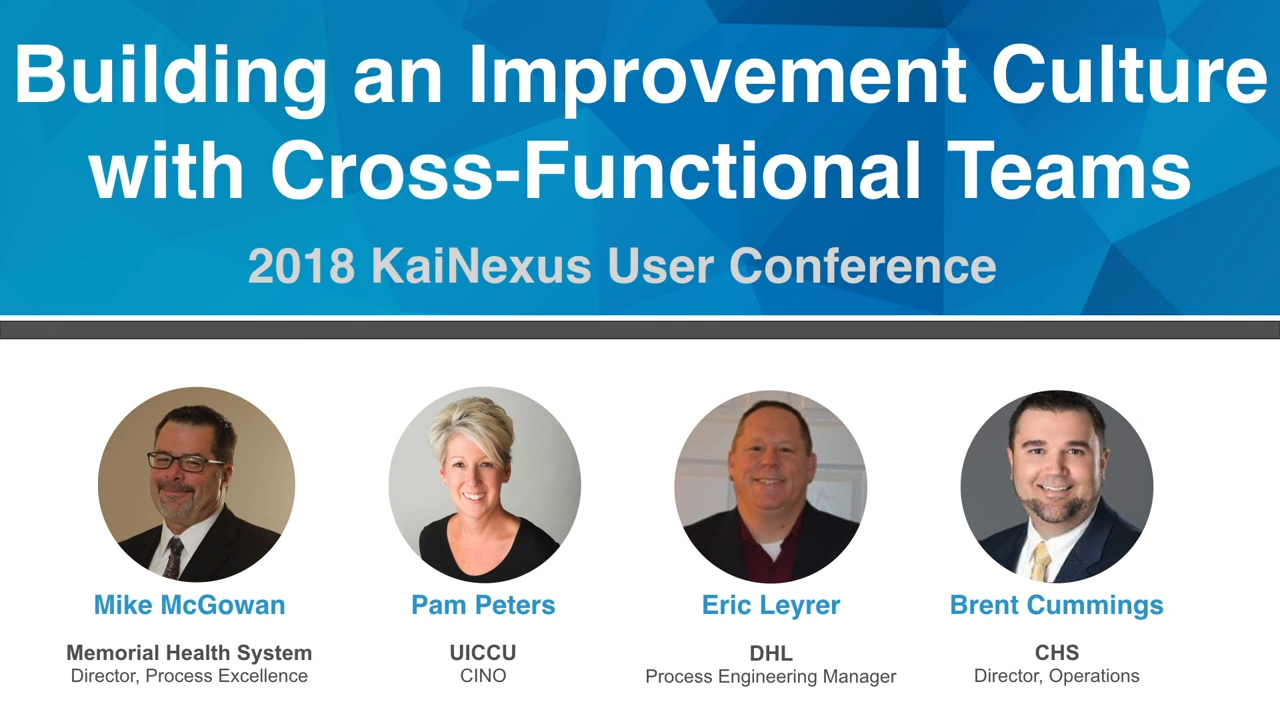 Building an Improvement Culture
with Cross-Functional Teams
2018 KaiNexus User Conference
Mike McGowan
Memorial Health System
Director, Process Excellence
Pam Peters
UICCU
CINO
Eric Leyrer
DHL
Process Engineering Manager
Brent Cummings
CHS
Director, Operations